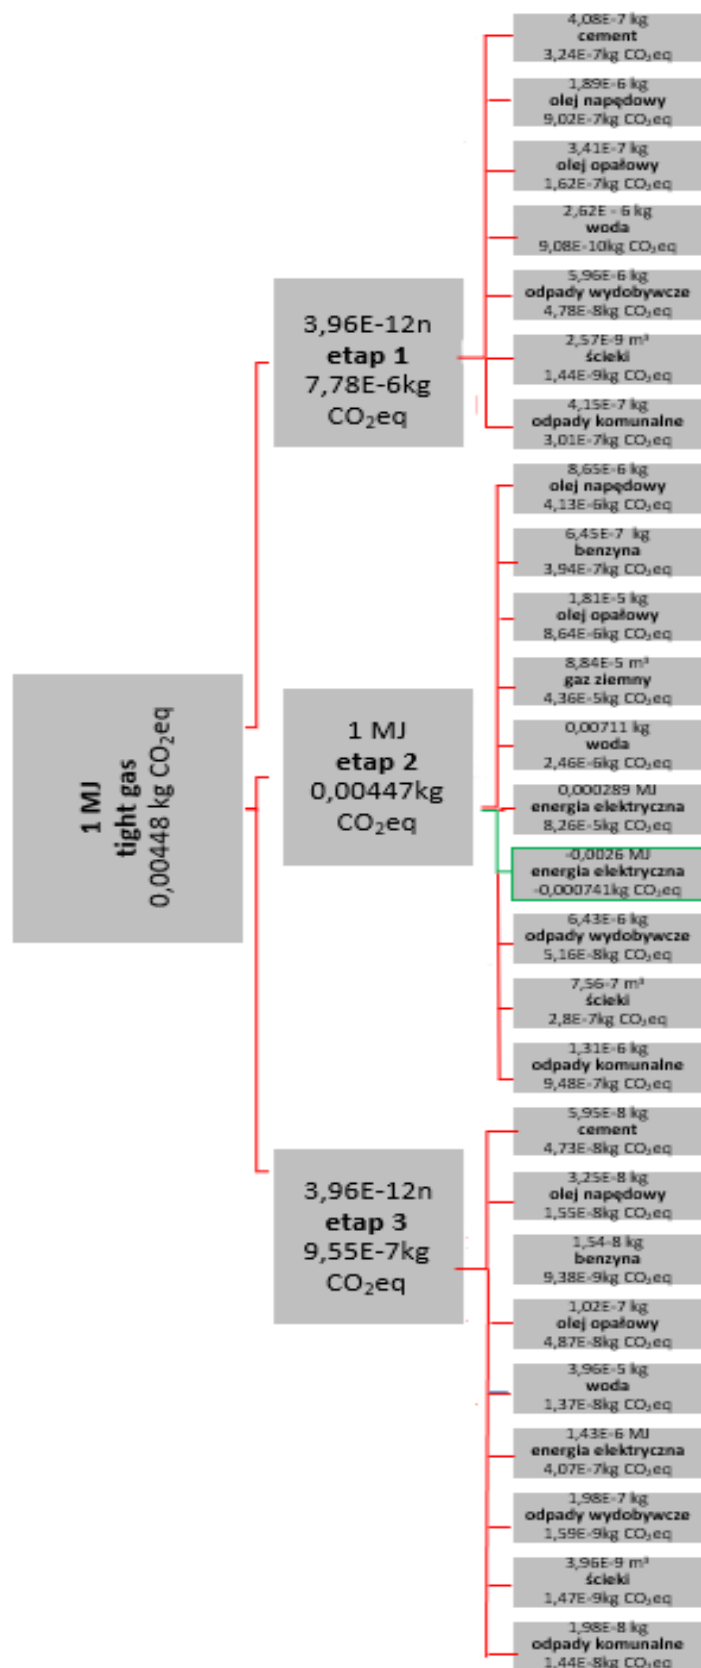 1 MJ
tight gas
0,00448 kg CO₂eq
3,96E-12n
etap 1
7,78E-6kg
CO₂eq
4,08E-7 kg
cement
3,24E-7kg CO₂eq
1,89E-6 kg
olej napędowy
9,02E-7kg CO₂eq
3,41E-7 kg
olej opałowy
1,62E-7kg CO₂eq
2,62E - 6 kg
woda
9,08E-10kg CO₂eq
5,96E-6 kg
odpady wydobywcze
4,78E-8kg CO₂eq
2,57E-9 m³
ścieki
1,44E-9kg CO₂eq
4,15E-7 kg
odpady komunalne
3,01E-7kg CO₂eq
1 MJ
etap 2
0,00447kg
CO₂eq
8,65E-6 kg
olej napędowy
4,13E-6kg CO₂eq
6,45E-7 kg
benzyna
3,94E-7kg CO₂eq
1,81E-5 kg
olej opałowy
8,64E-6kg CO₂eq
8,84E-5 m³
gaz ziemny
4,36E-5kg CO₂eq
0,00711 kg
woda
2,46E-6kg CO₂eq
0,000289 MJ
energia elektryczna
8,26E-5kg CO₂eq
-0,0026 MJ
energia elektryczna
-0,000741kg CO₂eq
6,43E-6 kg
odpady wydobywcze
5,16E-8kg CO₂eq
7,56-7 m³
ścieki
2,8E-7kg CO₂eq
1,31E-6 kg
odpady komunalne
9,48E-7kg CO₂eq
3,96E-12n
etap 3
9,55E-7kg
CO₂eq
5,95E-8 kg
cement
4,73E-8kg CO₂eq
3,25E-8 kg
olej napędowy
1,55E-8kg CO₂eq
1,54-8 kg
benzyna
9,38E-9kg CO₂eq
1,02E-7 kg
olej opałowy
4,87E-8kg CO₂eq
3,96E-5 kg
woda
1,37E-8kg CO₂eq
1,43E-6 MJ
energia elektryczna
4,07E-7kg CO₂eq
1,98E-7 kg
odpady wydobywcze
1,59E-9kg CO₂eq
3,96E-9 m³
ścieki
1,47E-9kg CO₂eq
1,98E-8 kg
odpady komunalne
1,44E-8kg CO₂eq